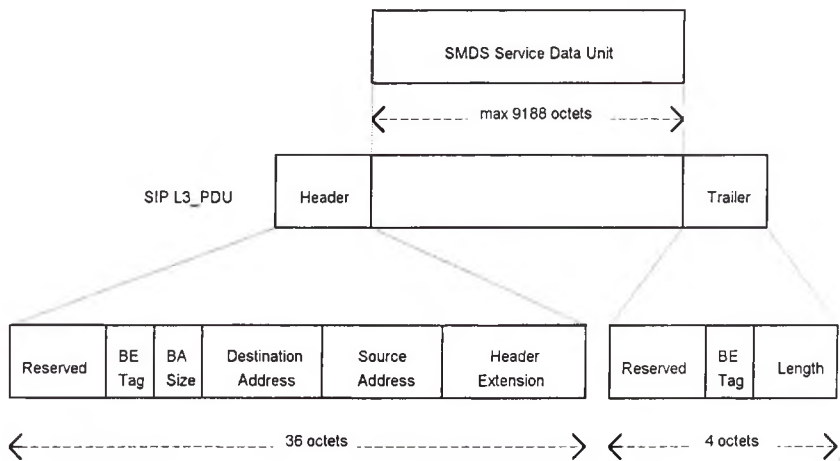 SMDS Service Data Unit
max 9188 octets
SIP L3_PDU
Header
Trailer
Reserved
BE
Tag
BA
Size
Destination
Address
Source
Address
Header
Extension
Reserved
BE
Tag
Length
36 octets
4 octets